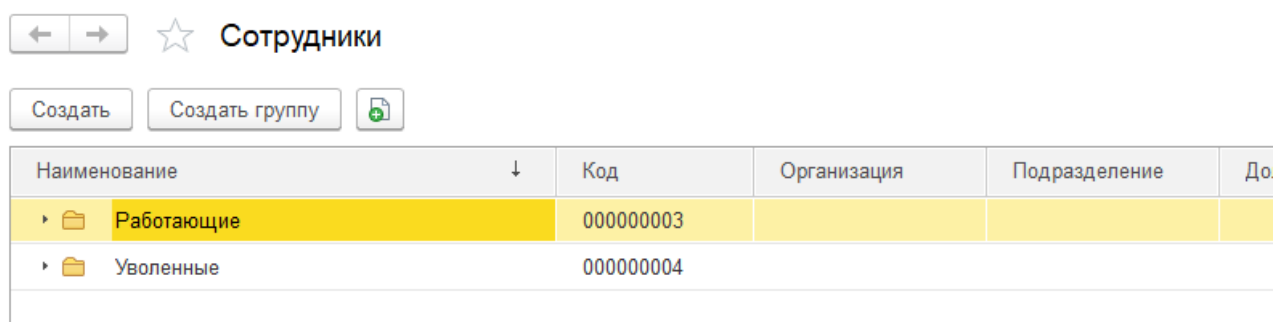 Сотрудники
Создать Создать группу
Наименование ↓ Код Организация Подразделение
Работающие 000000003
Уволенные 000000004